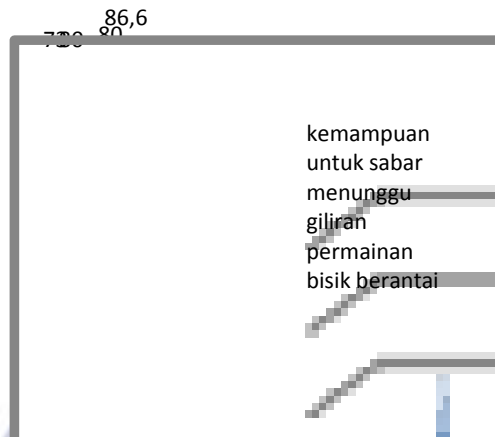 86,6
80
kemampuan
untuk sabar
menunggu
giliran
permainan
bisik berantai